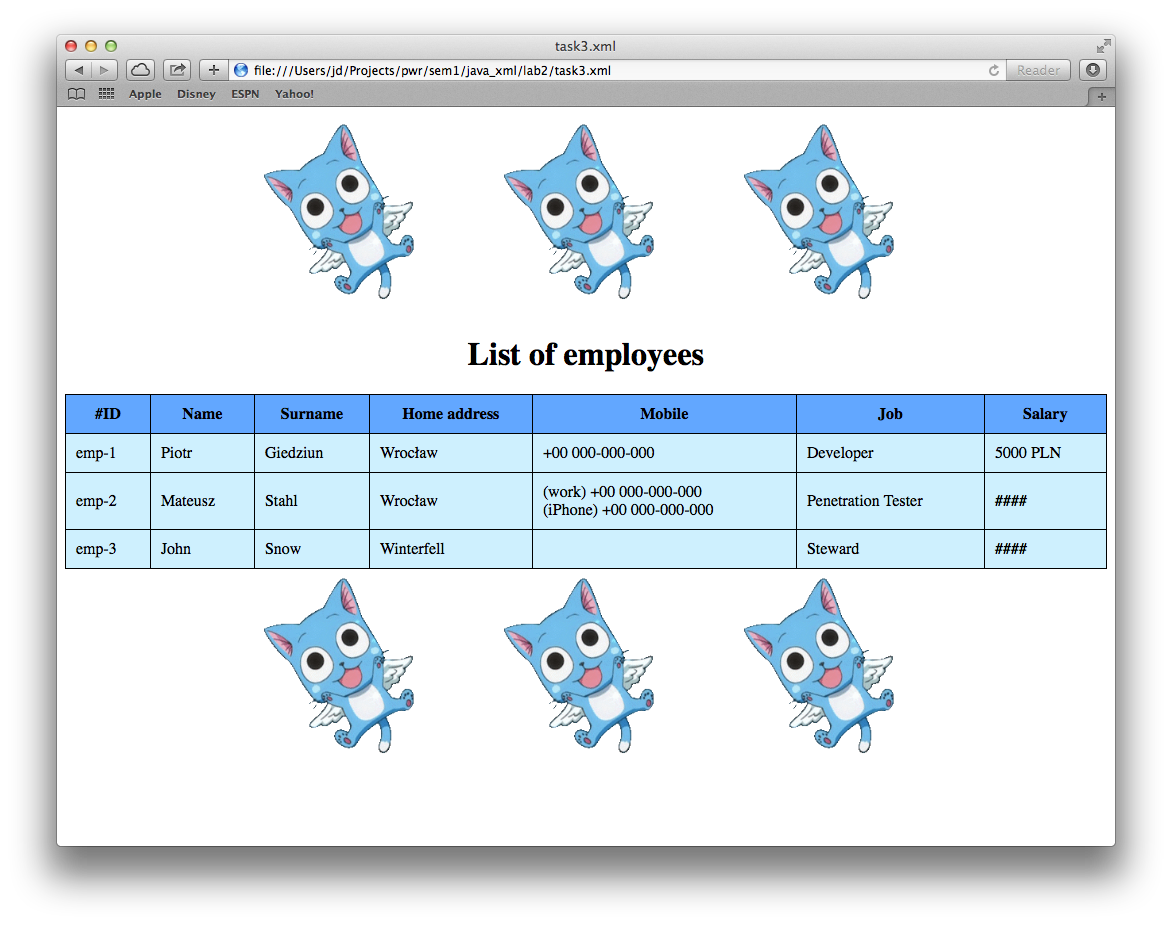 task3.xml
file:///Users/jd/Projects/pwr/sem1/java_xml/lab2/task3.xml
Reader
Apple Disney ESPN Yahoo!
List of employees
#ID Name Surname Home address Mobile Job Salary
emp-1 Piotr Giedziun Wrocław +00 000-000-000 Developer 5000 PLN
emp-2 Mateusz Stahl Wrocław (work) +00 000-000-000 Penetration Tester ####
(iPhone) +00 000-000-000
emp-3 John Snow Winterfell Steward ####